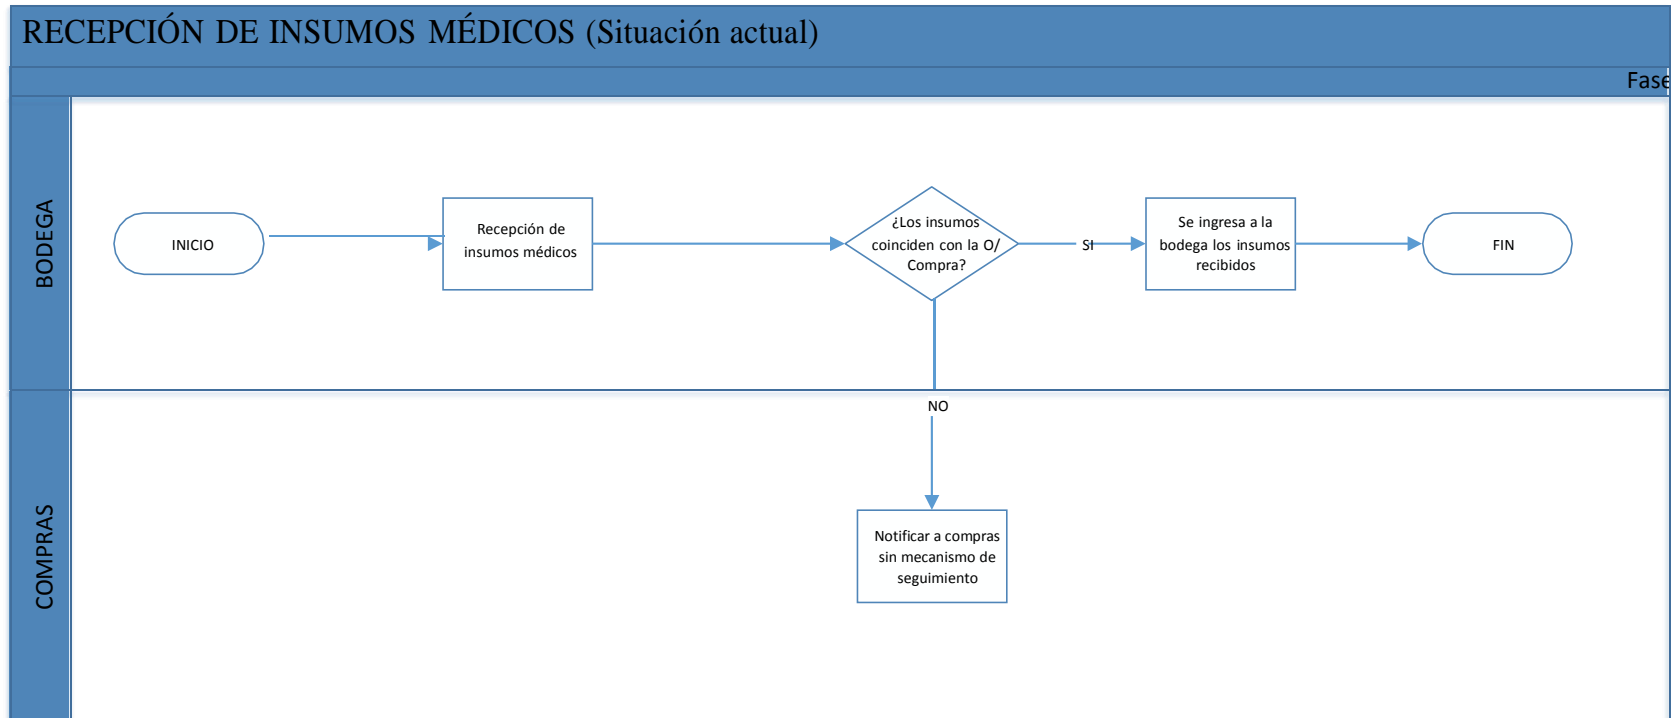 RECEPCIÓN DE INSUMOS MÉDICOS (Situación actual)
Fase
BODEGA
INICIO
Recepción de
insumos médicos
¿Los insumos
coinciden con la O/
Compra?
SI
Se ingresa a la
bodega los insumos
recibidos
FIN
COMPRAS
NO
Notificar a compras
sin mecanismo de
seguimiento